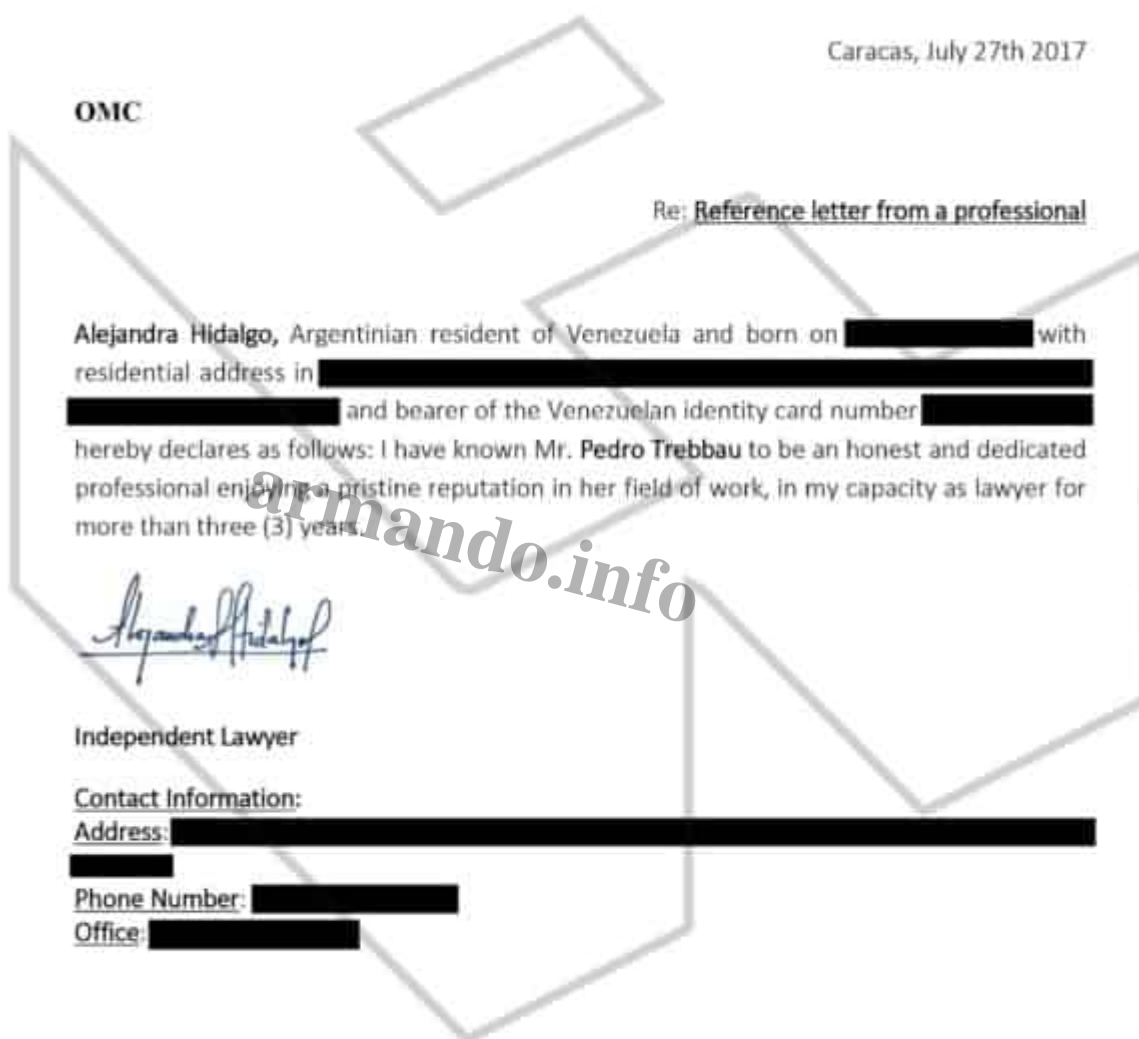 Caracas, July 27th 2017
OMC
Re: Reference letter from a professional
Alejandra Hidalgo, Argentinian resident of Venezuela and born on with
residential address in
and bearer of the Venezuelan identity card number
hereby declares as follows: I have known Mr. Pedro Trebbau to be an honest and dedicated
professional enjoying a pristine reputation in her field of work, in my capacity as lawyer for
more than three (3) years.
armando.info
Alejandra Hidalgo
Independent Lawyer
Contact Information:
Address:
Phone Number:
Office: